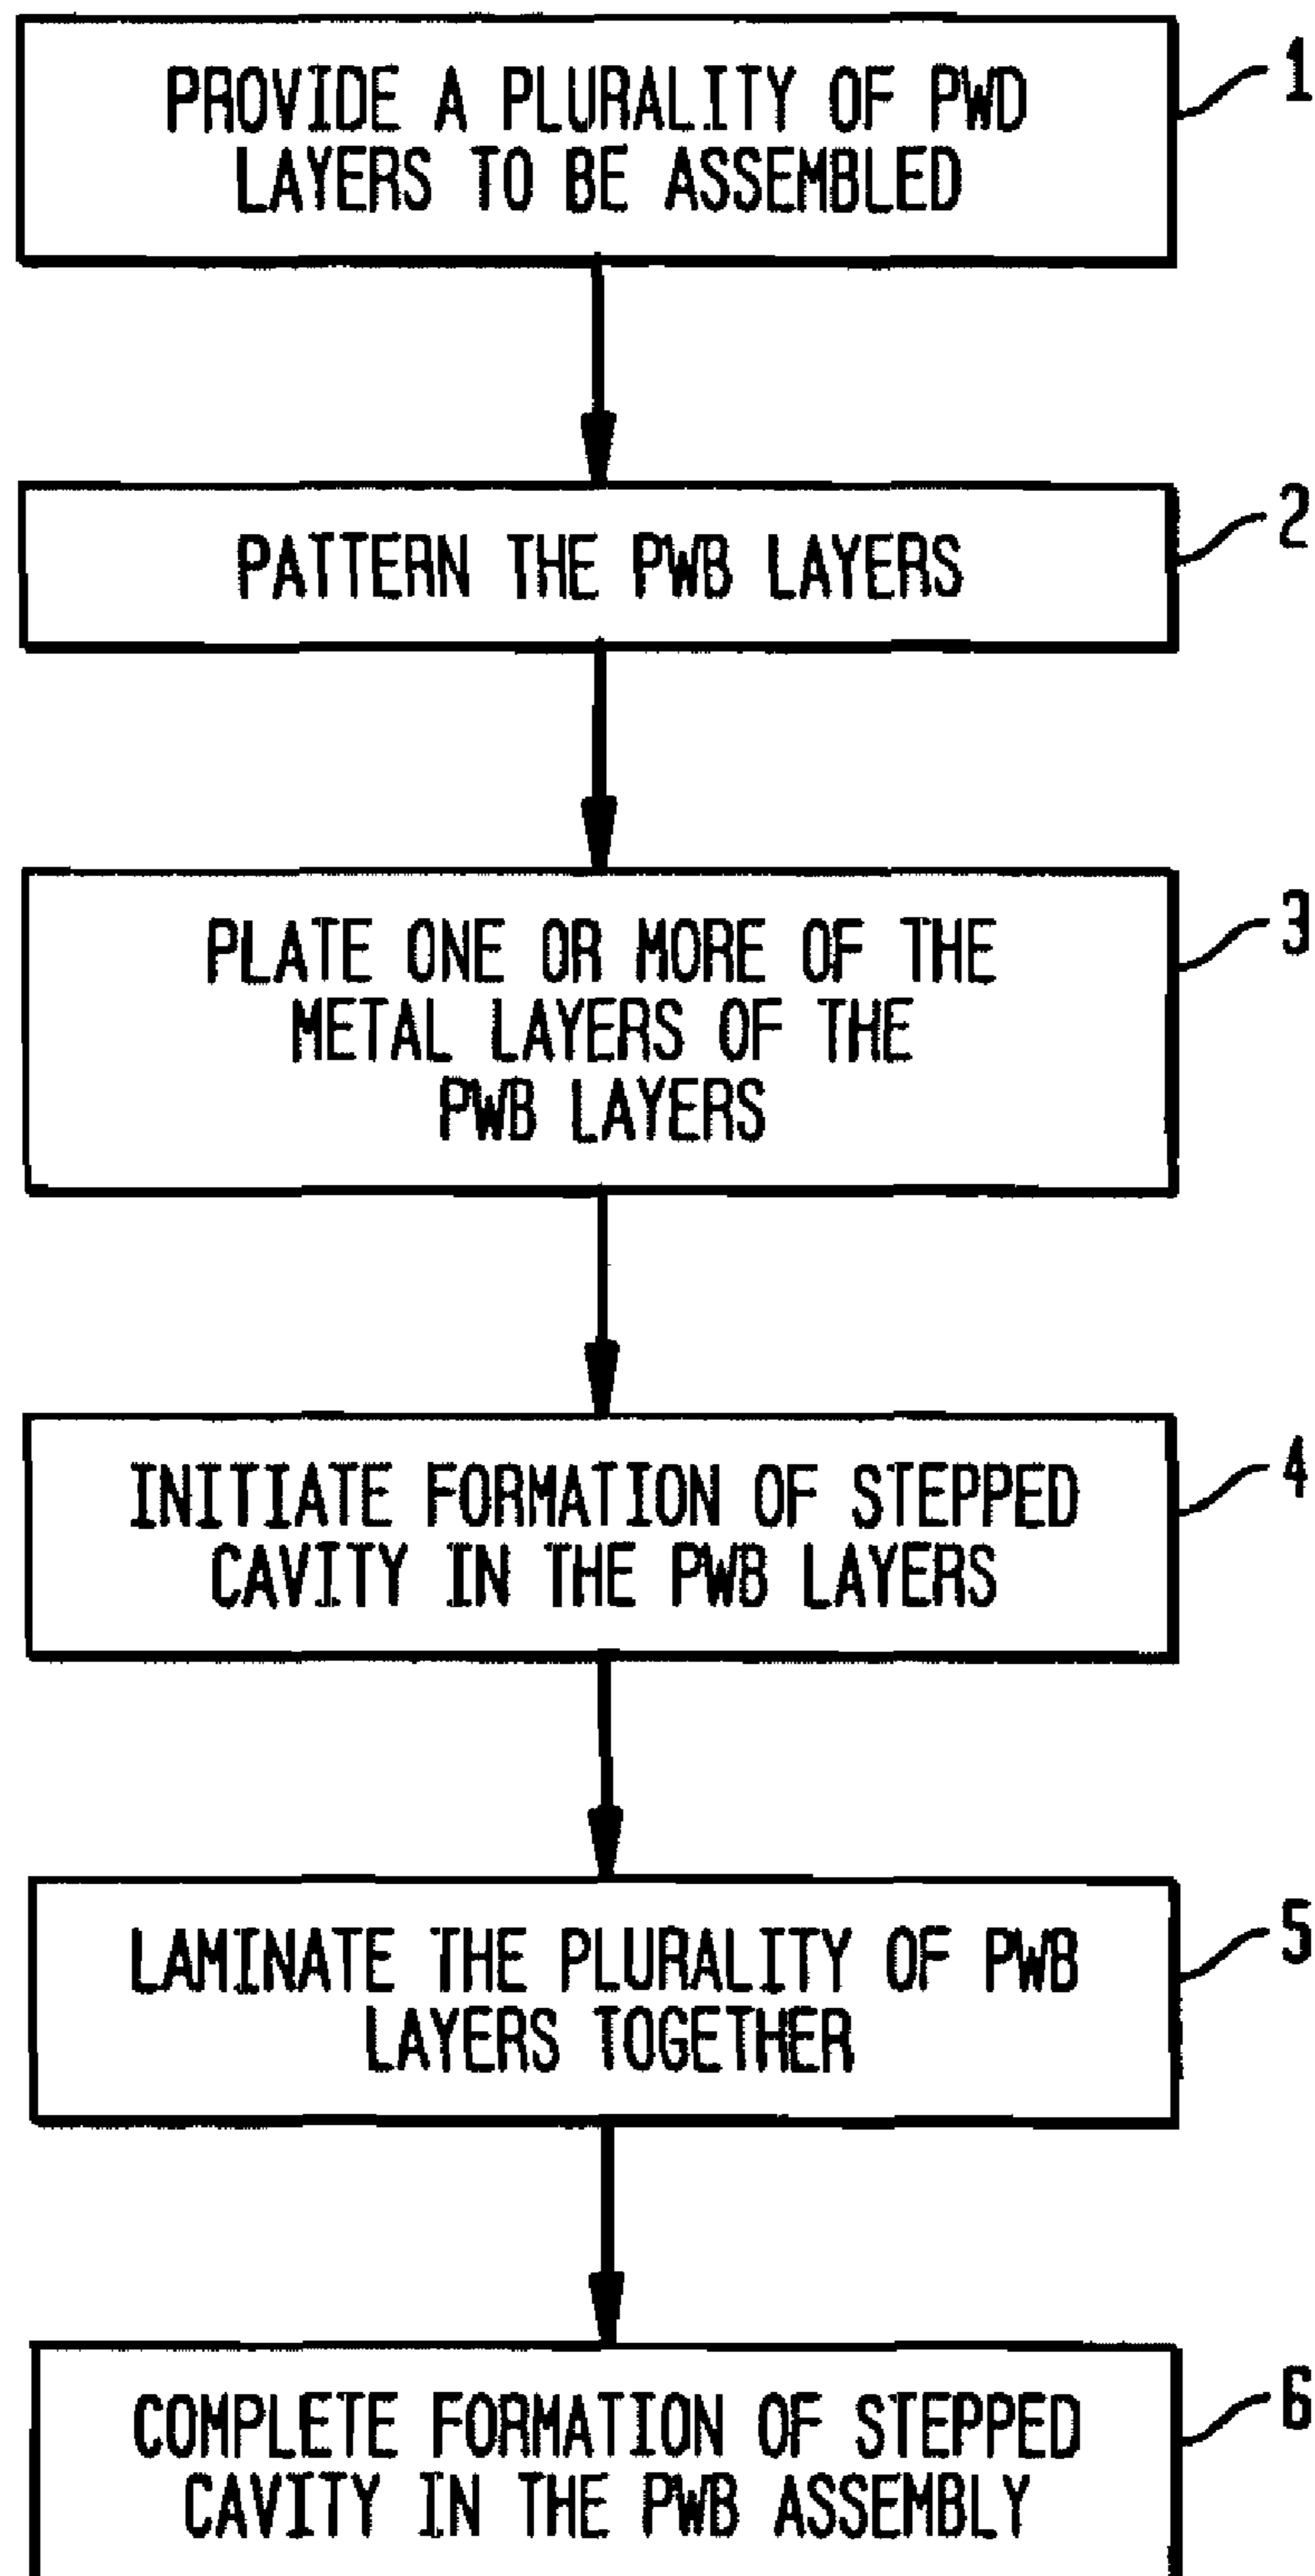 PROVIDE A PLURALITY OF PWD
LAYERS TO BE ASSEMBLED
1
PATTERN THE PWB LAYERS
2
PLATE ONE OR MORE OF THE
METAL LAYERS OF THE
PWB LAYERS
3
INITIATE FORMATION OF STEPPED
CAVITY IN THE PWB LAYERS
4
LAMINATE THE PLURALITY OF PWB
LAYERS TOGETHER
5
COMPLETE FORMATION OF STEPPED
CAVITY IN THE PWB ASSEMBLY
6